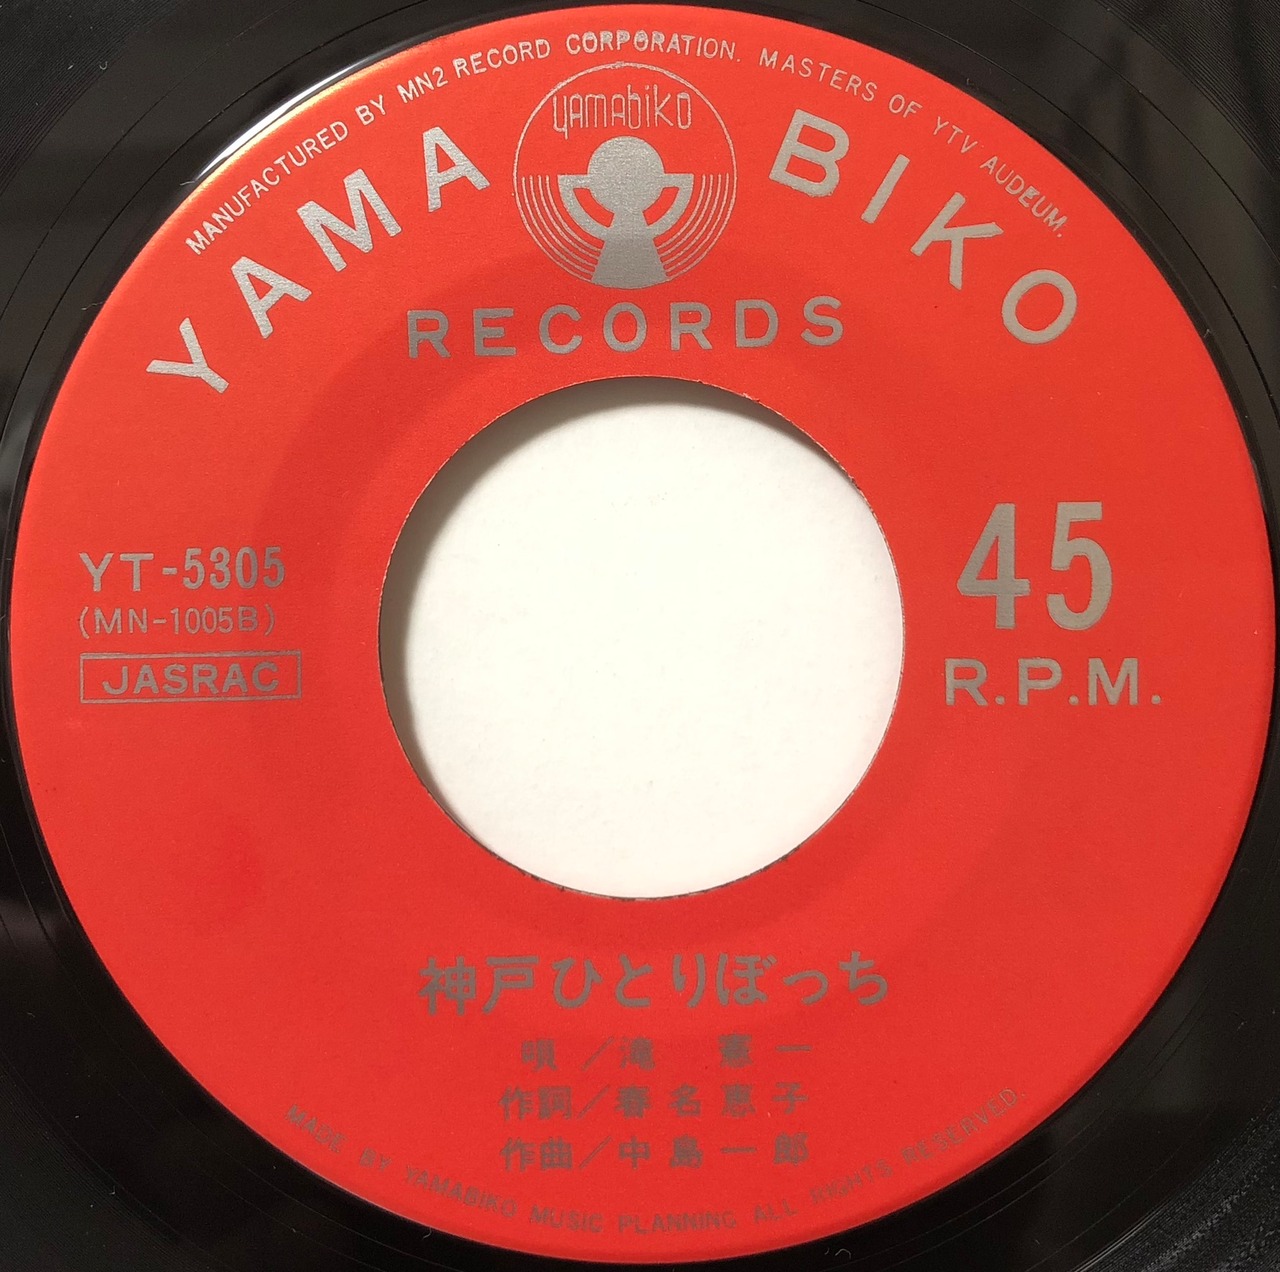 MANUFACTURED BY MN2 RECORD CORPORATION. MASTERS OF YTV AUDEUM.
yamabiko
YAMA BIKO
RECORDS
YT-5305
(MN-1005B)
JASRAC
45
R.P.M.
神戸ひとりぼっち
唄／滝 憲一
作詞／春名恵子
作曲／中島一郎
MADE BY YAMABIKO MUSIC PLANNING ALL RIGHTS RESERVED.